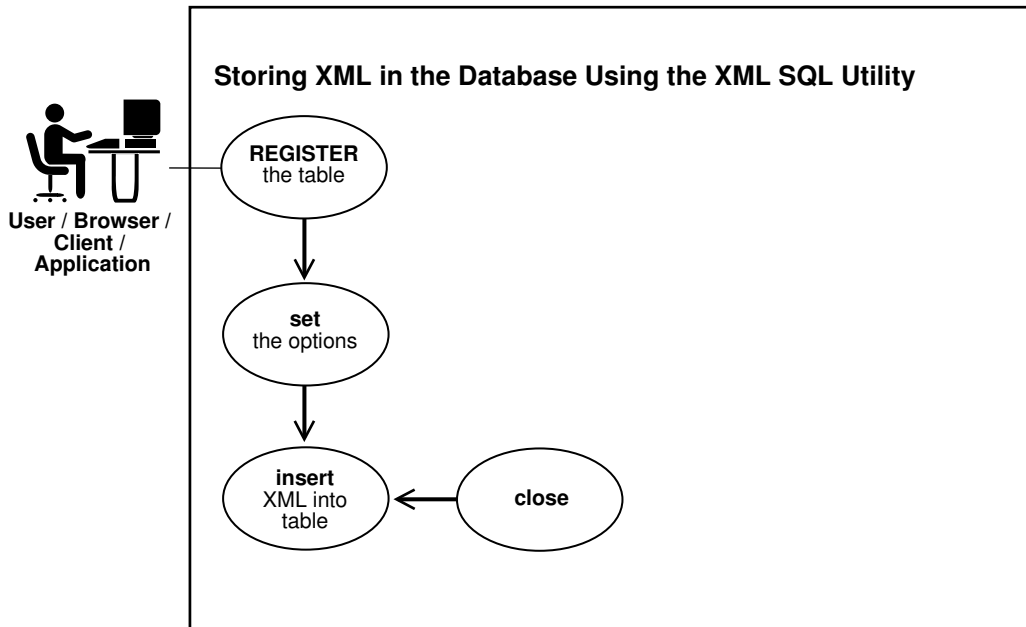 Storing XML in the Database Using the XML SQL Utility
REGISTER
the table
User / Browser /
Client /
Application
set
the options
insert
XML into
table
close